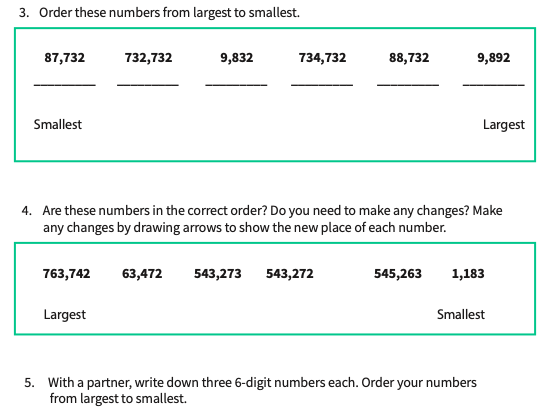 3. Order these numbers from largest to smallest.
87,732 732,732 9,832 734,732 88,732 9,892
Smallest Largest
4. Are these numbers in the correct order? Do you need to make any changes? Make
any changes by drawing arrows to show the new place of each number.
763,742 63,472 543,273 543,272 545,263 1,183
Largest Smallest
5. With a partner, write down three 6-digit numbers each. Order your numbers
from largest to smallest.